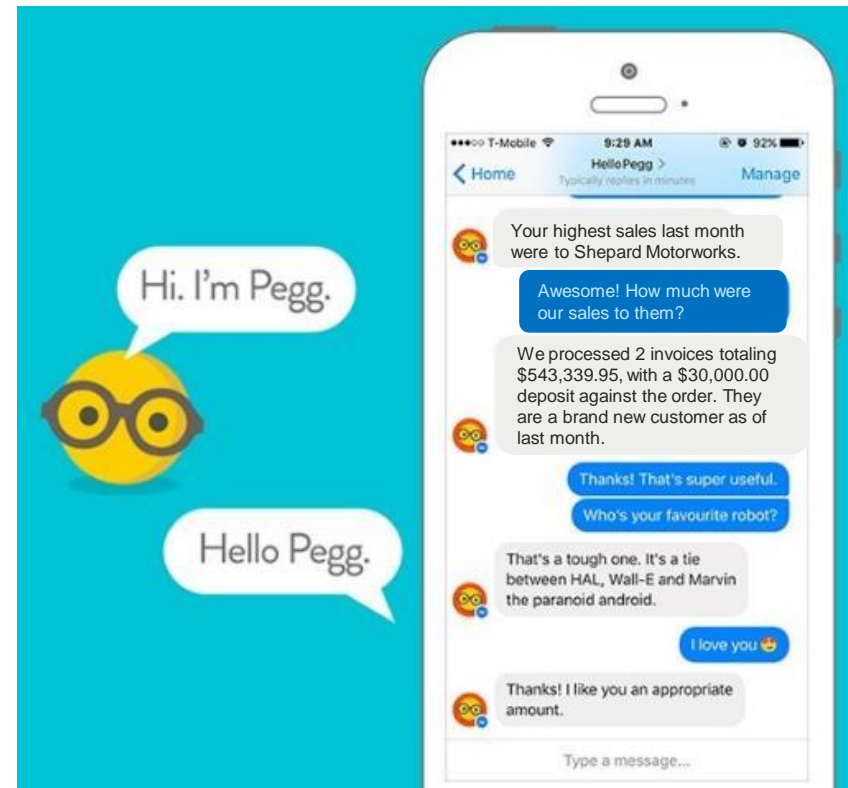 Hi. I'm Pegg.
Hello Pegg.
T-Mobile 9:29 AM 92%
Home HelloPegg > Manage
Typically replies in minutes
Your highest sales last month
were to Shepard Motorworks.
Awesome! How much were
our sales to them?
We processed 2 invoices totaling
$543,339.95, with a $30,000.00
deposit against the order. They
are a brand new customer as of
last month.
Thanks! That's super useful.
Who's your favourite robot?
That's a tough one. It's a tie
between HAL, Wall-E and Marvin
the paranoid android.
I love you 😍
Thanks! I like you an appropriate
amount.
Type a message...